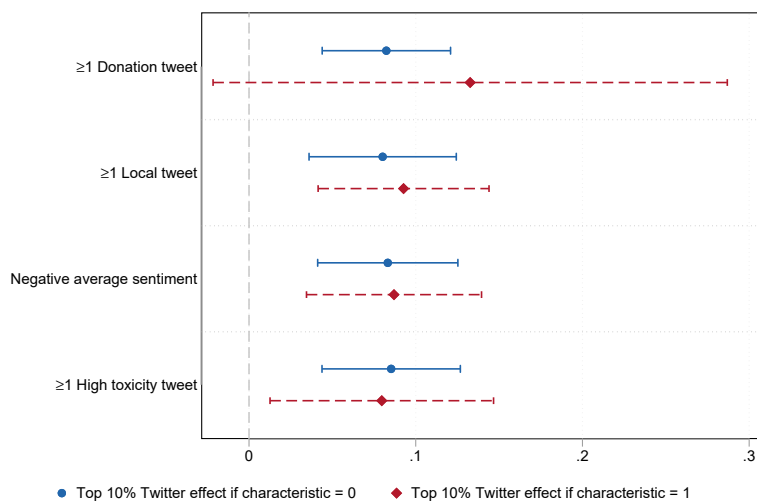 ≥1 Donation tweet
≥1 Local tweet
Negative average sentiment
≥1 High toxicity tweet
0 .1 .2 .3
Top 10% Twitter effect if characteristic = 0 Top 10% Twitter effect if characteristic = 1